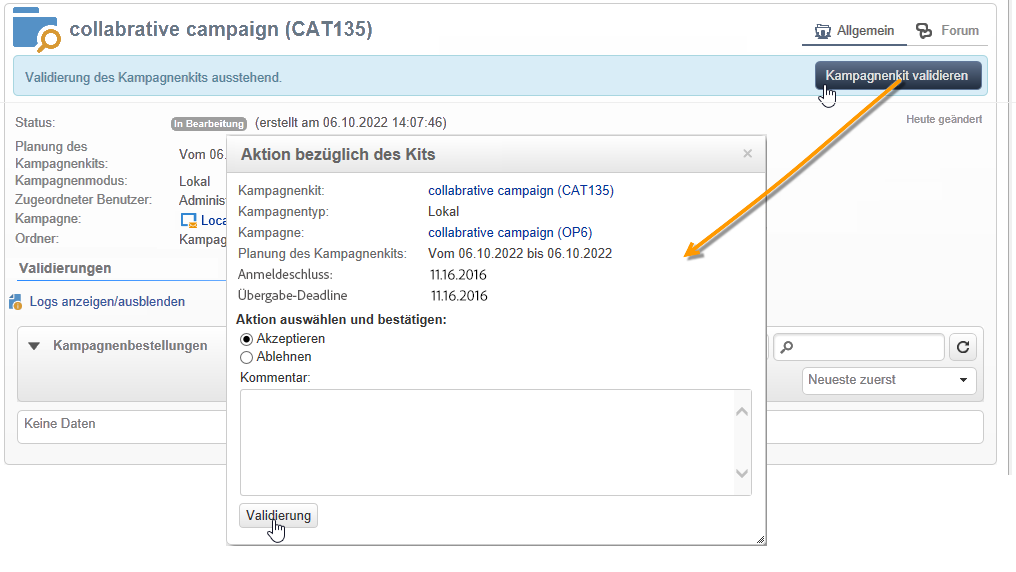 collabrative campaign (CAT135)
Allgemein
Forum
Validierung des Kampagnenkits ausstehend.
Kampagnenkit validieren
Status:
In Bearbeitung
(erstellt am 06.10.2022 14:07:46)
Heute geändert
Planung des
Kampagnenkits:
Vom 06.
Kampagnenmodus:
Lokal
Zugeordneter Benutzer:
Adminis
Kampagne:
Loca
Ordner:
Kampag
Validierungen
Logs anzeigen/ausblenden
Kampagnenbestellungen
Neueste zuerst
Keine Daten
Aktion bezüglich des Kits
Kampagnenkit:
collabrative campaign (CAT135)
Kampagnentyp:
Lokal
Kampagne:
collabrative campaign (OP6)
Planung des Kampagnenkits:
Vom 06.10.2022 bis 06.10.2022
Anmeldeschluss:
11.16.2016
Übergabe-Deadline
11.16.2016
Aktion auswählen und bestätigen:
Akzeptieren
Ablehnen
Kommentar:
Validierung